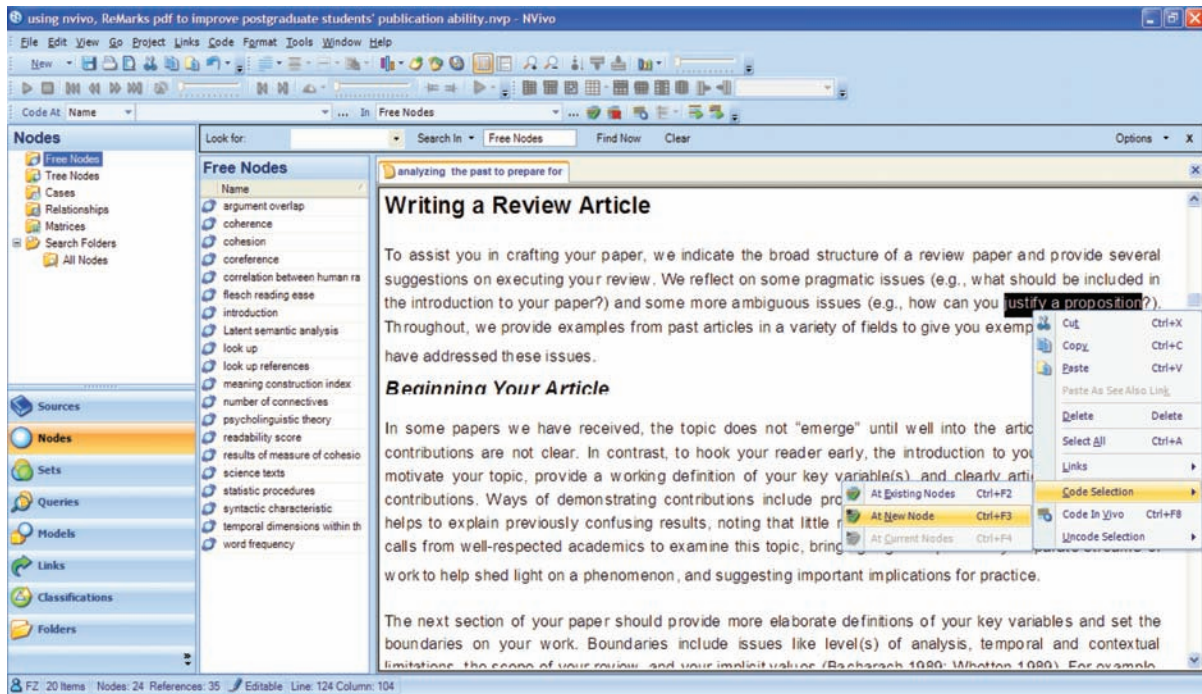 using nvivo, ReMarks pdf to improve postgraduate students' publication ability.nvp - NVivo
File Edit View Go Project Links Code Format Tools Window Help
New
Code At Name ... In Free Nodes ...
Nodes
Free Nodes
Tree Nodes
Cases
Relationships
Matrices
Search Folders
All Nodes
Sources
Nodes
Sets
Queries
Models
Links
Classifications
Folders
Look for: Search In Free Nodes Find Now Clear Options x
Free Nodes
Name
argument overlap
coherence
cohesion
coreference
correlation between human ra
flesch reading ease
introduction
Latent semantic analysis
look up
look up references
meaning construction index
number of connectives
psycholinguistic theory
readability score
results of measure of cohesio
science texts
statistic procedures
syntactic characteristic
temporal dimensions within th
word frequency
analyzing the past to prepare for
Writing a Review Article
To assist you in crafting your paper, we indicate the broad structure of a review paper and provide several
suggestions on executing your review. We reflect on some pragmatic issues (e.g., what should be included in
the introduction to your paper?) and some more ambiguous issues (e.g., how can you justify a proposition?).
Throughout, we provide examples from past articles in a variety of fields to give you exemp
have addressed these issues.
Beginning Your Article
In some papers we have received, the topic does not "emerge" until well into the artic
contributions are not clear. In contrast, to hook your reader early, the introduction to you
motivate your topic, provide a working definition of your key variable(s), and clearly arti
contributions. Ways of demonstrating contributions include pro
helps to explain previously confusing results, noting that little r
calls from well-respected academics to examine this topic, bring
work to help shed light on a phenomenon, and suggesting important implications for practice.
The next section of your paper should provide more elaborate definitions of your key variables and set the
boundaries on your work. Boundaries include issues like level(s) of analysis, temporal and contextual
limitations, the scope of your review, and your implicit values (Bacharach 1989; Whetten 1989). For example,
Cut Ctrl+X
Copy Ctrl+C
Paste Ctrl+V
Paste As See Also Link
Delete Delete
Select All Ctrl+A
Links
Code Selection
Code In Vivo Ctrl+F8
Uncode Selection
At Existing Nodes Ctrl+F2
At New Node Ctrl+F3
At Current Nodes Ctrl+F4
FZ 20 Items Nodes: 24 References: 35 Editable Line: 124 Column: 104